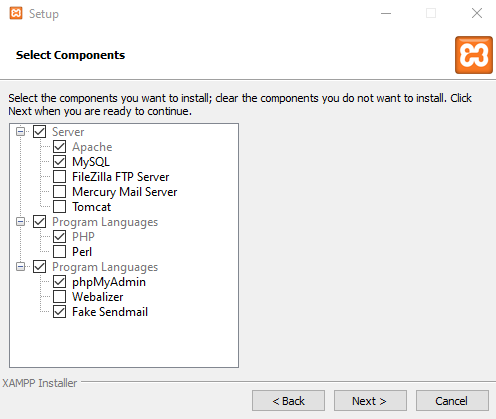 Setup
Select Components
Select the components you want to install; clear the components you do not want to install. Click
Next when you are ready to continue.
Server
Apache
MySQL
FileZilla FTP Server
Mercury Mail Server
Tomcat
Program Languages
PHP
Perl
Program Languages
phpMyAdmin
Webalizer
Fake Sendmail
XAMPP Installer
< Back
Next >
Cancel